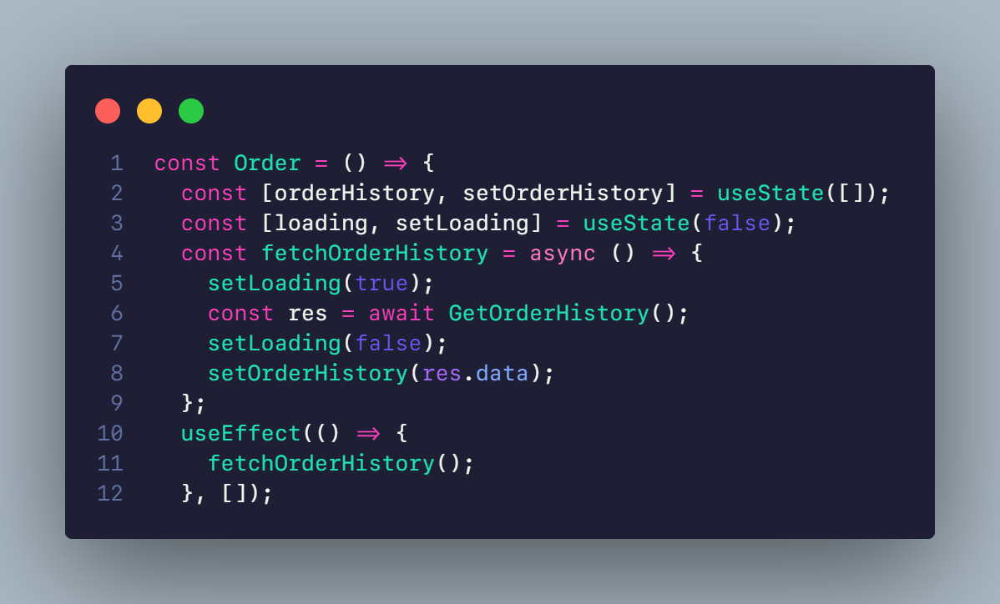 1 const Order = () => {
2 const [orderHistory, setOrderHistory] = useState([]);
3 const [loading, setLoading] = useState(false);
4 const fetchOrderHistory = async () => {
5 setLoading(true);
6 const res = await GetOrderHistory();
7 setLoading(false);
8 setOrderHistory(res.data);
9 };
10 useEffect(() => {
11 fetchOrderHistory();
12 }, []);